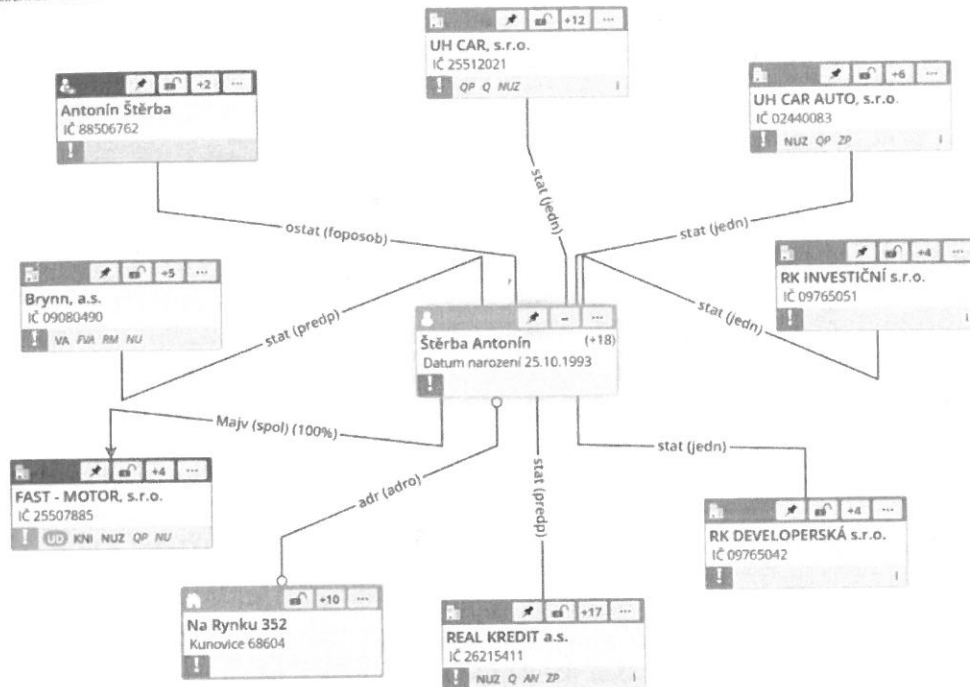 +12
UH CAR, s.r.o.
IČ 25512021
! QP Q NUZ i
+2
Antonín Štěrba
IČ 88506762
!
+6
UH CAR AUTO, s.r.o.
IČ 02440083
! NUZ QP ZP i
stat (jedn)
ostat (foposob)
stat (jedn)
+5
Brynn, a.s.
IČ 09080490
! VA FVA RM NU
stat (predp)
+4
RK INVESTIČNÍ s.r.o.
IČ 09765051
i
stat (jedn)
Štěrba Antonín (+18)
Datum narození 25.10.1993
!
Majv (spol) (100%)
stat (jedn)
adr (adro)
stat (predp)
+4
FAST - MOTOR, s.r.o.
IČ 25507885
! UD KNI NUZ QP NU
+4
RK DEVELOPERSKÁ s.r.o.
IČ 09765042
! i
+10
Na Rynku 352
Kunovice 68604
!
+17
REAL KREDIT a.s.
IČ 26215411
! NUZ Q AN ZP i